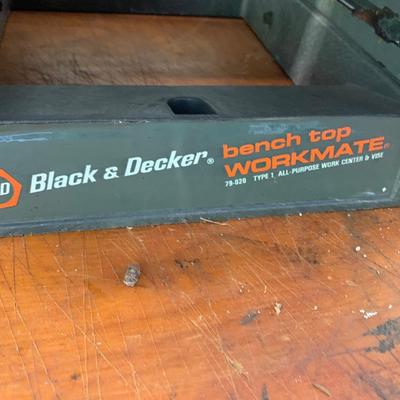 D
Black & Decker®
bench top
WORKMATE®
79-020 TYPE 1 ALL-PURPOSE WORK CENTER & VISE